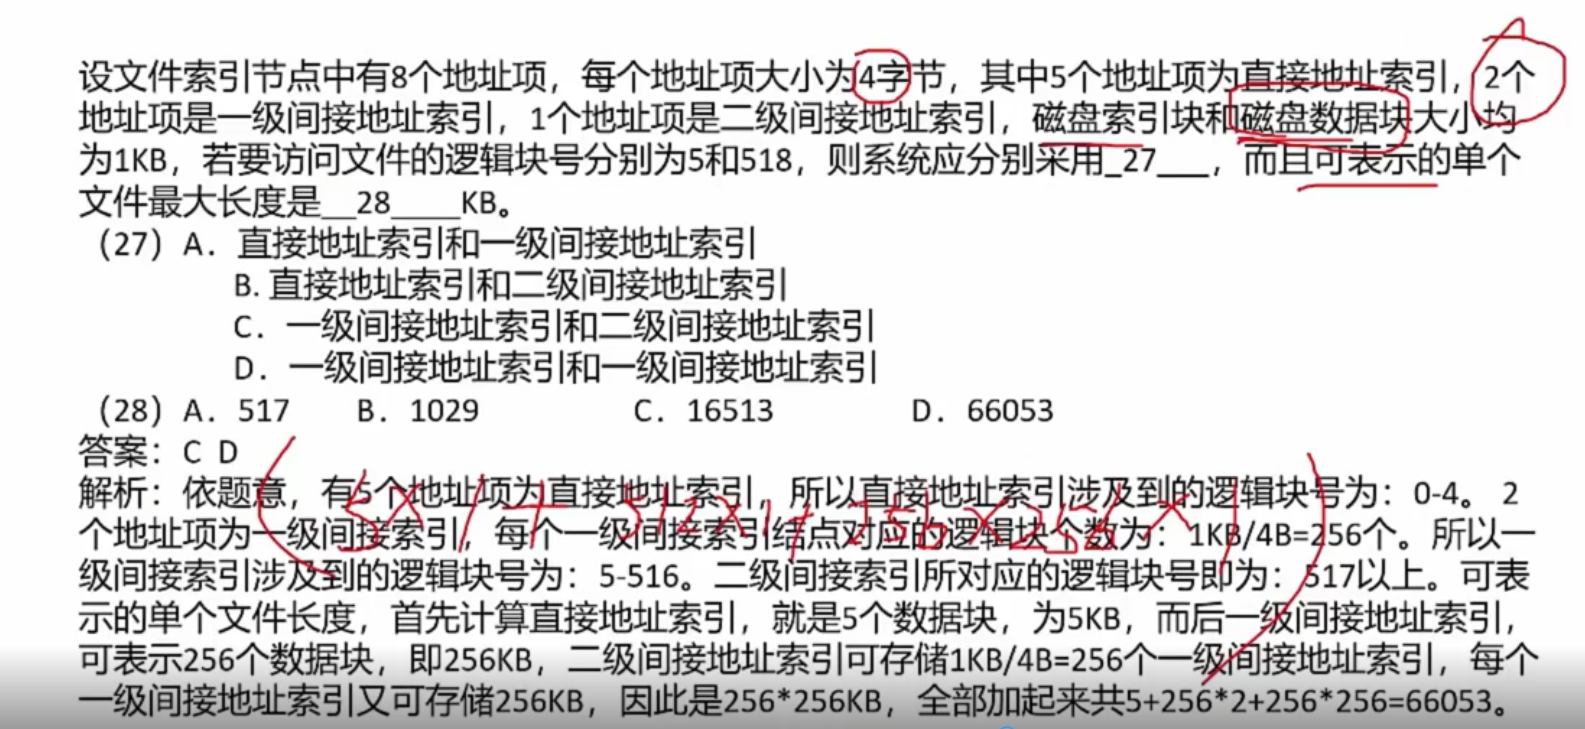 设文件索引节点中有8个地址项，每个地址项大小为4字节，其中5个地址项为直接地址索引，2个
地址项是一级间接地址索引，1个地址项是二级间接地址索引，磁盘索引块和磁盘数据块大小均
为1KB，若要访问文件的逻辑块号分别为5和518，则系统应分别采用_27___，而且可表示的单个
文件最大长度是__28____KB。
（27）A．直接地址索引和一级间接地址索引
B. 直接地址索引和二级间接地址索引
C．一级间接地址索引和二级间接地址索引
D．一级间接地址索引和一级间接地址索引
（28）A．517 B．1029 C．16513 D．66053
答案：C D
解析：依题意，有5个地址项为直接地址索引，所以直接地址索引涉及到的逻辑块号为：0-4。2
个地址项为一级间接索引，每个一级间接索引结点对应的逻辑块个数为：1KB/4B=256个。所以一
级间接索引涉及到的逻辑块号为：5-516。二级间接索引所对应的逻辑块号即为：517以上。可表
示的单个文件长度，首先计算直接地址索引，就是5个数据块，为5KB，而后一级间接地址索引，
可表示256个数据块，即256KB，二级间接地址索引可存储1KB/4B=256个一级间接地址索引，每个
一级间接地址索引又可存储256KB，因此是256*256KB，全部加起来共5+256*2+256*256=66053。
(5×1+512×1+256×256×1)